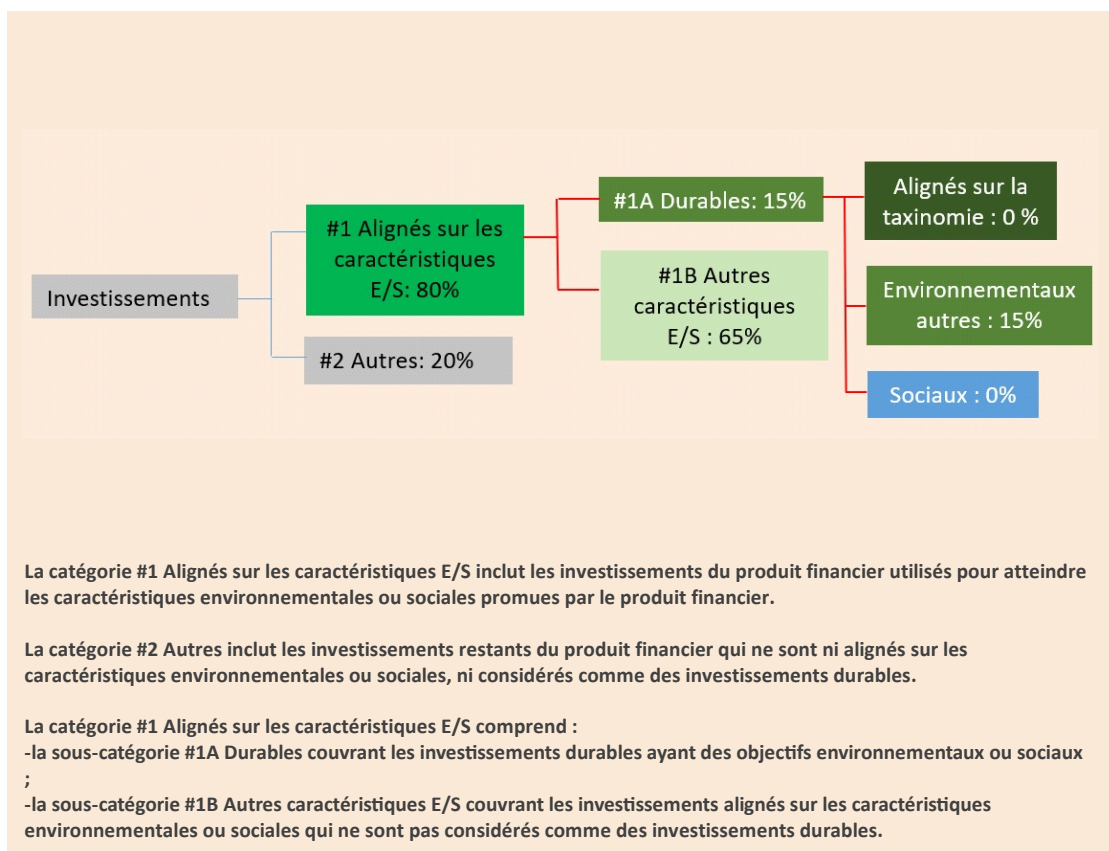 Investissements
#1 Alignés sur les
caractéristiques
E/S: 80%
#2 Autres: 20%
#1A Durables: 15%
#1B Autres
caractéristiques
E/S : 65%
Alignés sur la
taxinomie : 0 %
Environnementaux
autres : 15%
Sociaux : 0%
La catégorie #1 Alignés sur les caractéristiques E/S inclut les investissements du produit financier utilisés pour atteindre
les caractéristiques environnementales ou sociales promues par le produit financier.
La catégorie #2 Autres inclut les investissements restants du produit financier qui ne sont ni alignés sur les
caractéristiques environnementales ou sociales, ni considérés comme des investissements durables.
La catégorie #1 Alignés sur les caractéristiques E/S comprend :
-la sous-catégorie #1A Durables couvrant les investissements durables ayant des objectifs environnementaux ou sociaux
;
-la sous-catégorie #1B Autres caractéristiques E/S couvrant les investissements alignés sur les caractéristiques
environnementales ou sociales qui ne sont pas considérés comme des investissements durables.